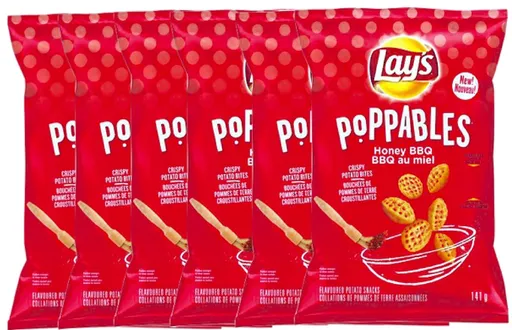 Lay's
New!
Nouveau!
POPPABLES
Honey BBQ
BBQ au miel
CRISPY
POTATO BITES
BOUCHÉES DE
POMMES DE TERRE
CROUSTILLANTES
FLAVOURED POTATO SNACKS
COLLATIONS DE POMMES DE TERRE ASSAISONNÉES
141 g